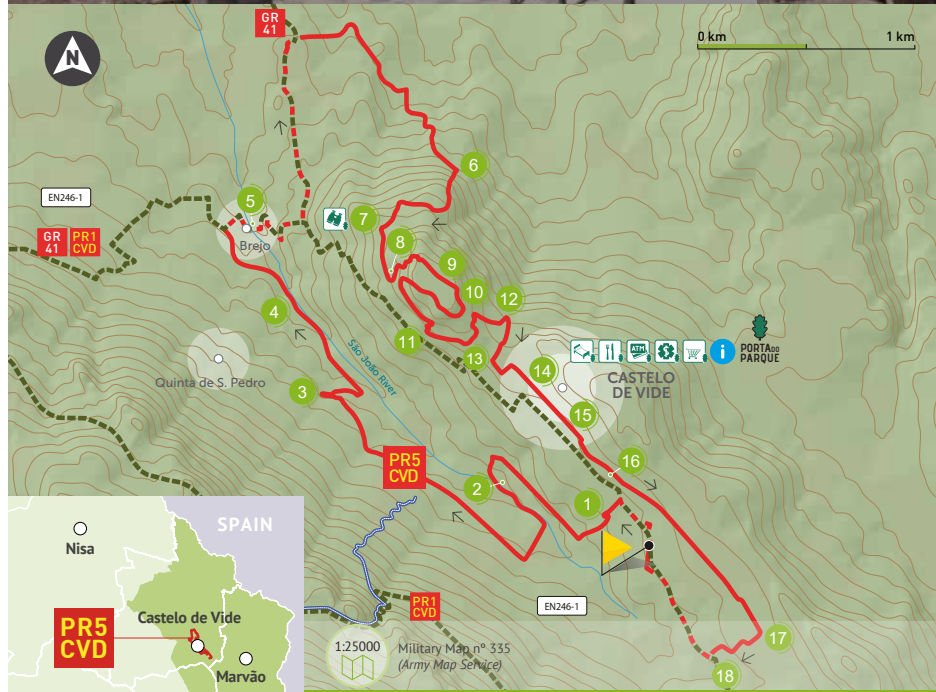 GR
41
N
0 km
1 km
6
EN246-1
5
7
8
GR
41
PR1
CVD
Brejo
9
10
12
4
11
São João River
13
ATM
i
PORTA DO
PARQUE
14
CASTELO
DE VIDE
Quinta de S. Pedro
3
15
PR5
CVD
16
2
1
SPAIN
Nisa
PR1
CVD
EN246-1
Castelo de Vide
PR5
CVD
1:25000
Military Map nº 335
(Army Map Service)
17
Marvão
18